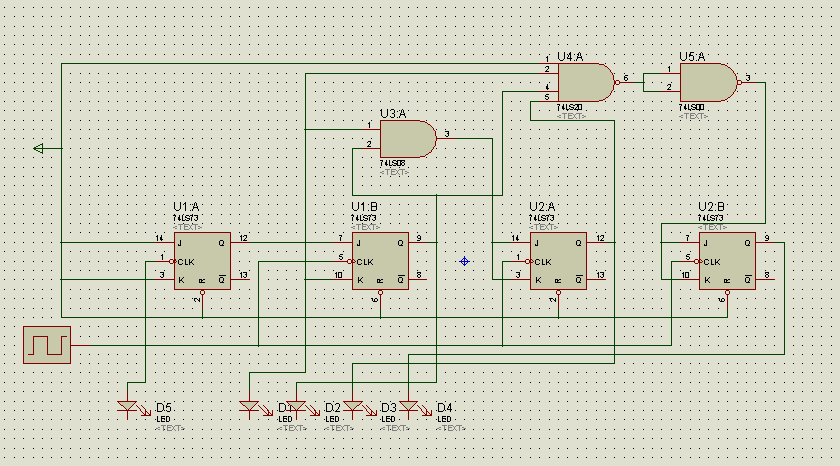 U4:A
U5:A
1
2
4
5
6
1
2
3
74LS20
<TEXT>
74LS00
<TEXT>
U3:A
1
2
3
74LS08
<TEXT>
U1:A
74LS73
<TEXT>
14 J Q 12
1 CLK
3 K Q 13
R
2
U1:B
74LS73
<TEXT>
7 J Q 9
5 CLK
10 K Q 8
R
6
U2:A
74LS73
<TEXT>
14 J Q 12
1 CLK
3 K Q 13
R
2
U2:B
74LS73
<TEXT>
7 J Q 9
5 CLK
10 K Q 8
R
6
D5
LED
<TEXT>
D1
LED
<TEXT>
D2
LED
<TEXT>
D3
LED
<TEXT>
D4
LED
<TEXT>